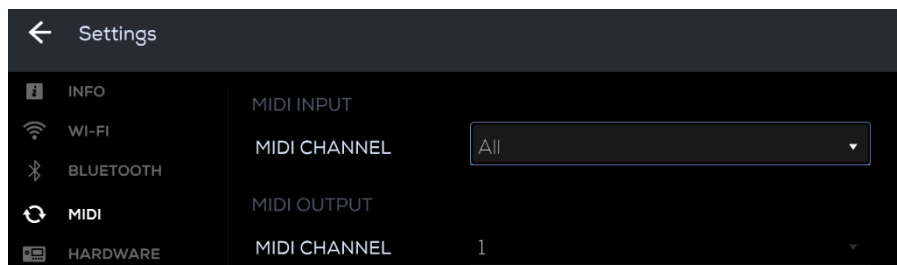 Settings
INFO
WI-FI
BLUETOOTH
MIDI
HARDWARE
MIDI INPUT
MIDI CHANNEL All
MIDI OUTPUT
MIDI CHANNEL 1